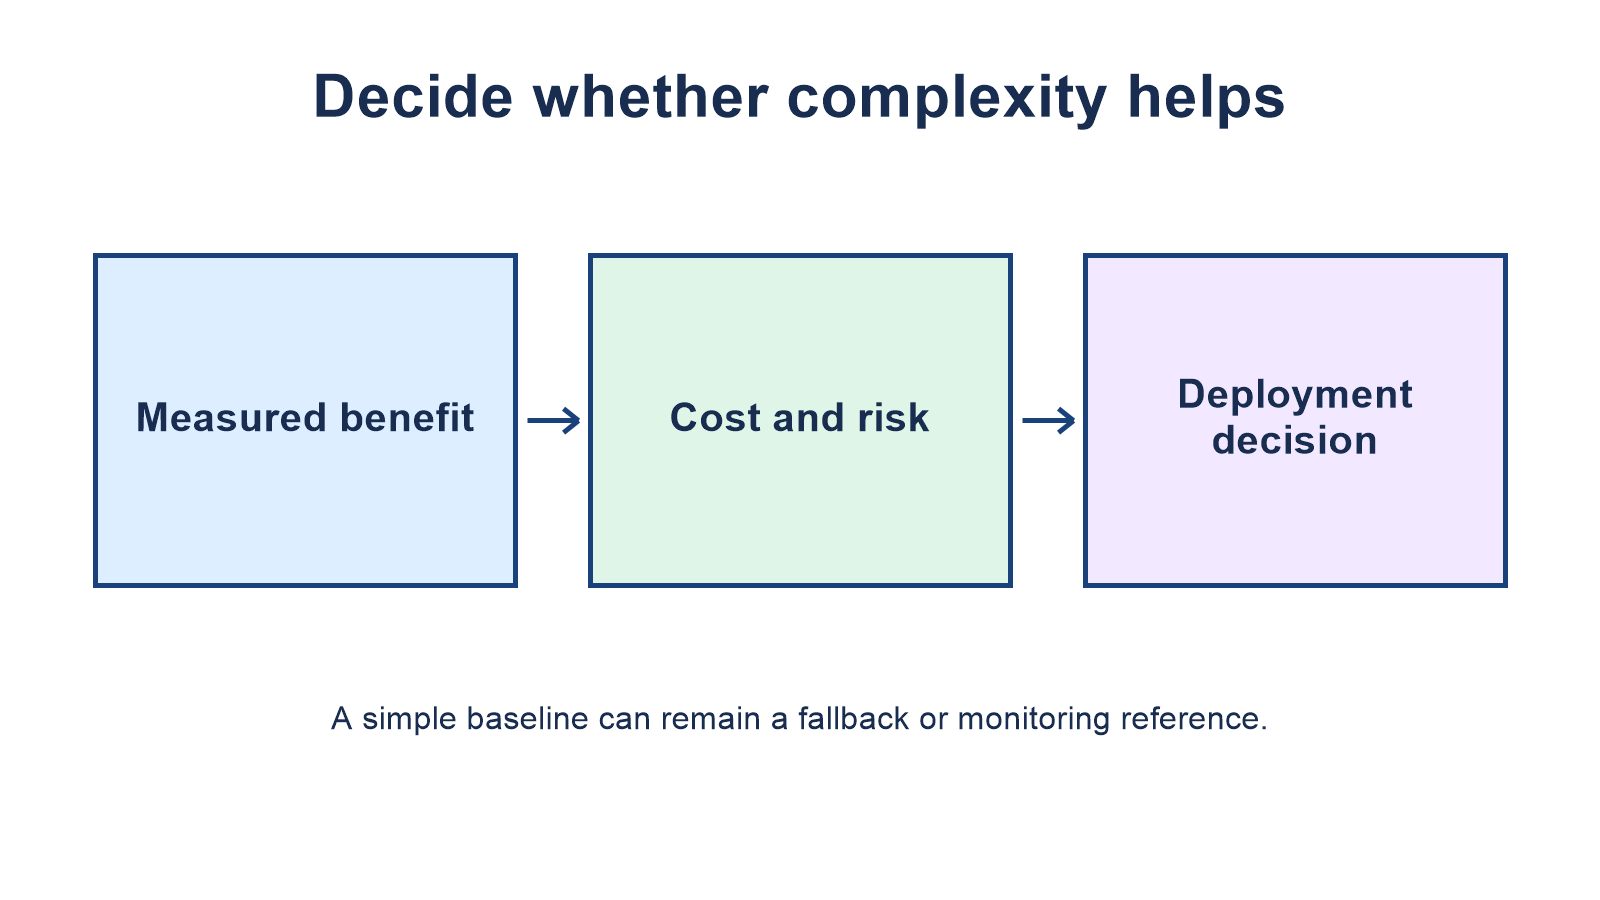 Decide whether complexity helps
Measured benefit
Cost and risk
Deployment
decision
A simple baseline can remain a fallback or monitoring reference.